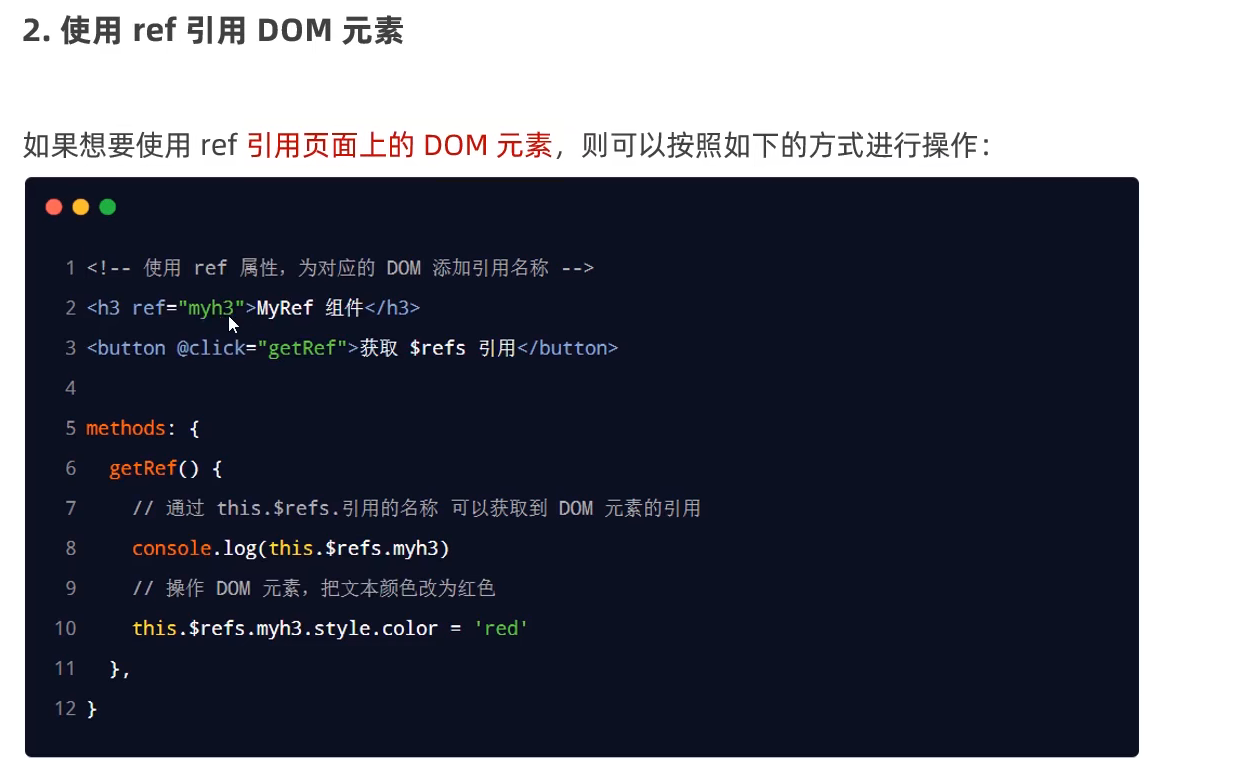 2. 使用 ref 引用 DOM 元素
如果想要使用 ref 引用页面上的 DOM 元素，则可以按照如下的方式进行操作：
1 <!-- 使用 ref 属性，为对应的 DOM 添加引用名称 -->
2 <h3 ref="myh3">MyRef 组件</h3>
3 <button @click="getRef">获取 $refs 引用</button>
4
5 methods: {
6   getRef() {
7     // 通过 this.$refs.引用的名称 可以获取到 DOM 元素的引用
8     console.log(this.$refs.myh3)
9     // 操作 DOM 元素，把文本颜色改为红色
10     this.$refs.myh3.style.color = 'red'
11   },
12 }